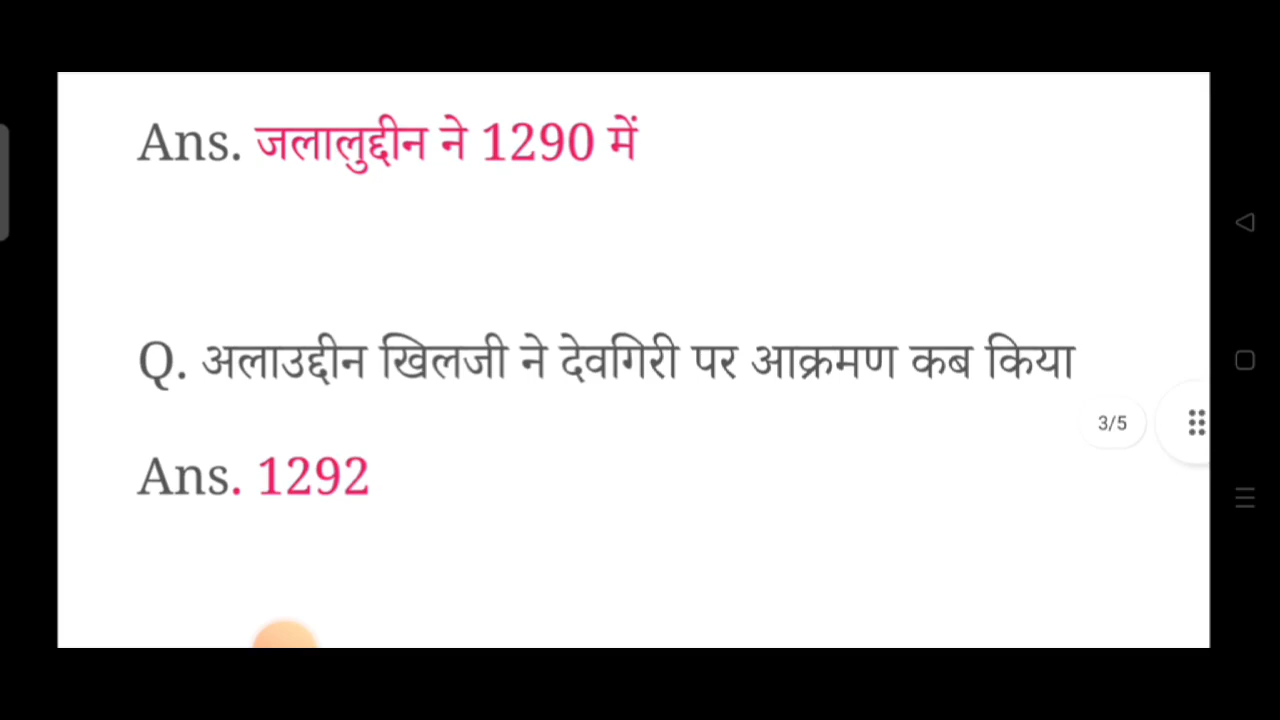 Ans. जलालुद्दीन ने 1290 में
Q. अलाउद्दीन खिलजी ने देवगिरी पर आक्रमण कब किया
3/5
Ans. 1292